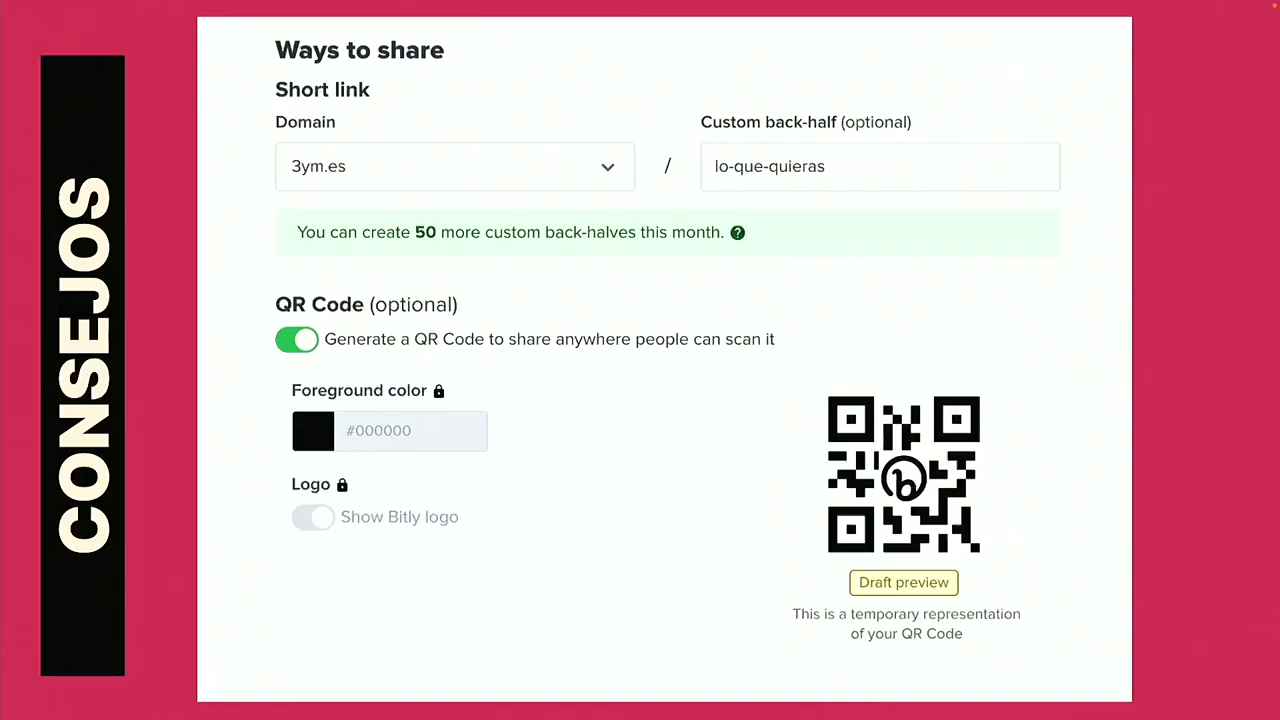 CONSEJOS
Ways to share
Short link
Domain
Custom back-half (optional)
3ym.es
/
lo-que-quieras
You can create 50 more custom back-halves this month. ?
QR Code (optional)
Generate a QR Code to share anywhere people can scan it
Foreground color
#000000
Logo
Show Bitly logo
b
Draft preview
This is a temporary representation
of your QR Code